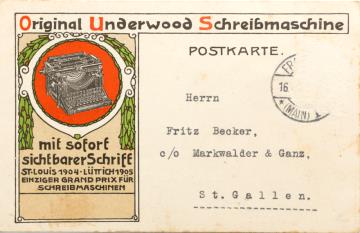 Original Underwood Schreibmaschine
POSTKARTE.
mit sofort
sichtbarer Schrift
ST. LOUIS 1904 · LÜTTICH 1905
EINZIGER GRAND PRIX FÜR
SCHREIBMASCHINEN
16.
(MAIN) 1
Herrn
Fritz Becker,
c/o Markwalder & Ganz,
St. Gallen.